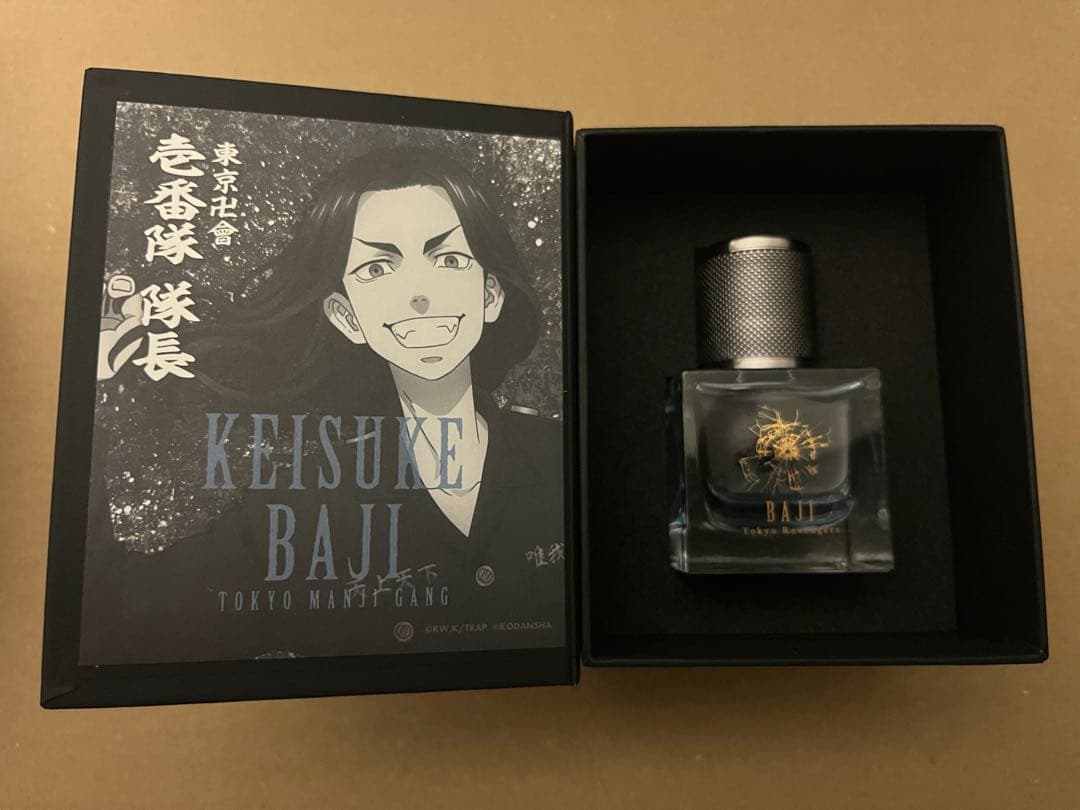 東京卍會
壱番隊 隊長
KEISUKE
BAJI
天上天下
唯我
TOKYO MANJI GANG
©KW,K/TRAP ©KODANSHA
BAJI
Tokyo Revengers